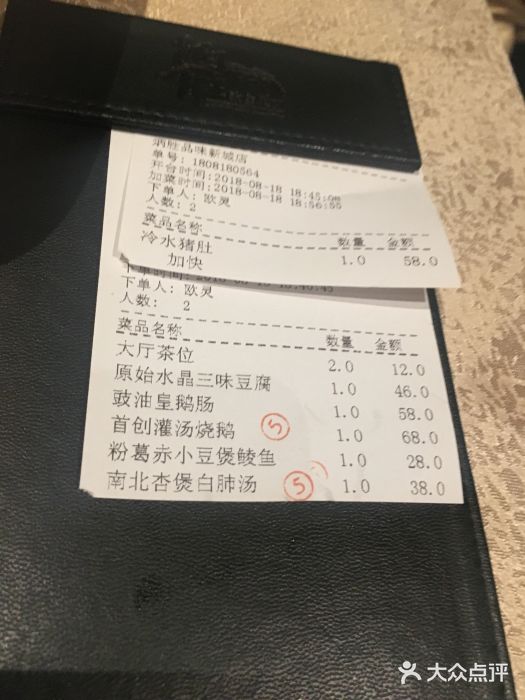 炳胜品味新城店
单号: 1808180564
开台时间:2018-08-18 18:45:08
加菜时间:2018-08-18 18:56:55
下单人: 欧灵
人数: 2
菜品名称 数量 金额
冷水猪肚 1.0 58.0
加快
下单人: 欧灵
人数: 2
菜品名称 数量 金额
大厅茶位 2.0 12.0
原始水晶三味豆腐 1.0 46.0
豉油皇鹅肠 1.0 58.0
首创灌汤烧鹅 ⑤ 1.0 68.0
粉葛赤小豆煲鲮鱼 1.0 28.0
南北杏煲白肺汤 ⑤ 1.0 38.0
大众点评